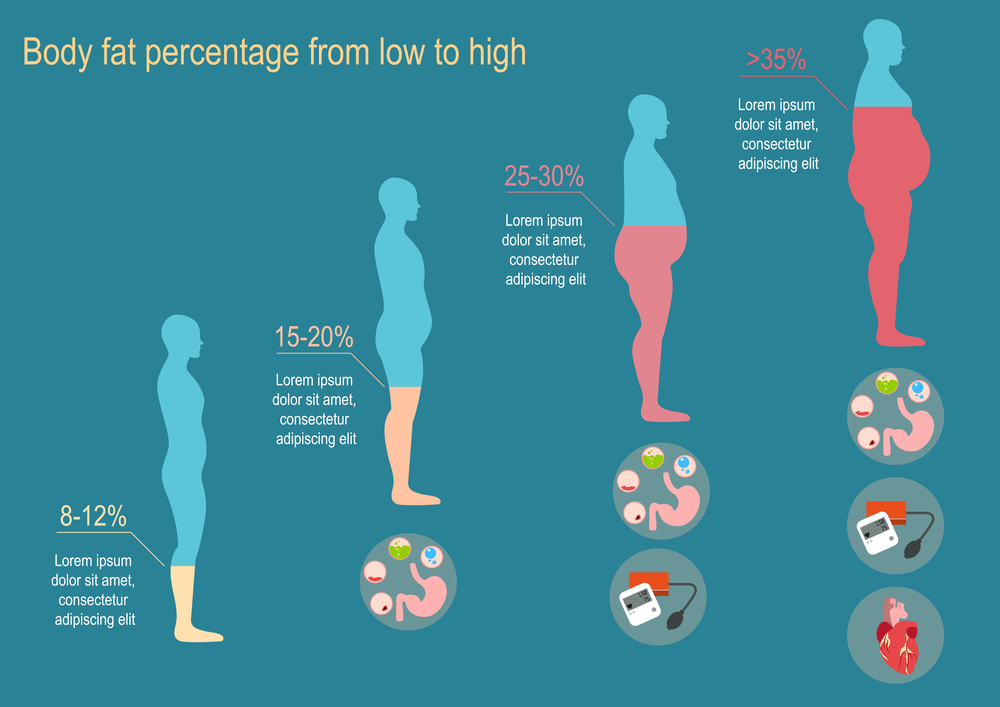 Body fat percentage from low to high
8-12%
Lorem ipsum
dolor sit amet,
consectetur
adipiscing elit
15-20%
Lorem ipsum
dolor sit amet,
consectetur
adipiscing elit
25-30%
Lorem ipsum
dolor sit amet,
consectetur
adipiscing elit
>35%
Lorem ipsum
dolor sit amet,
consectetur
adipiscing elit